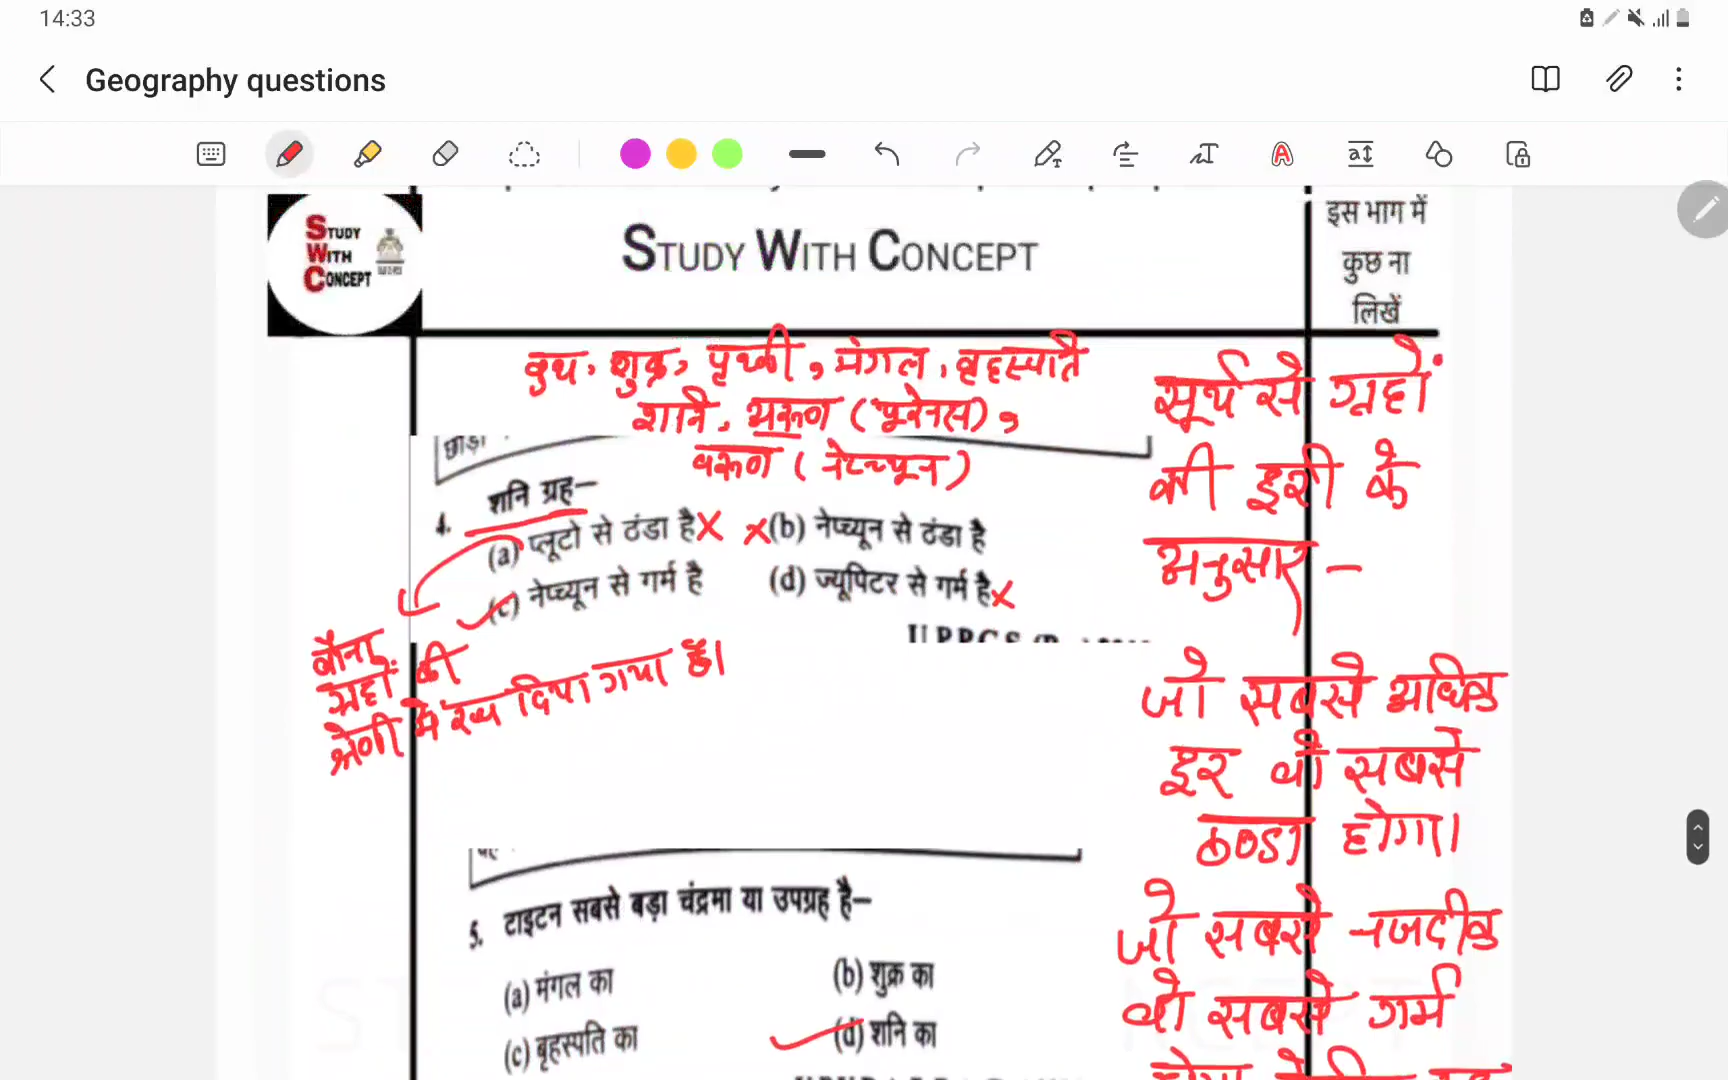 14:33
Geography questions
STUDY
WITH
CONCEPT
STUDY WITH CONCEPT
इस भाग में
कुछ ना
लिखें
बुध, शुक्र, पृथ्वी, मंगल, बृहस्पति
शनि, अरुण (यूरेनस),
वरुण (नेप्च्यून)
सूर्य से ग्रहों
की दूरी के
अनुसार –
जो सबसे अधिक
दूर वो सबसे
ठण्डा होगा।
जो सबसे नजदीक
वो सबसे गर्म
4. शनि ग्रह–
(a) प्लूटो से ठंडा है X X (b) नेप्च्यून से ठंडा है
(c) नेप्च्यून से गर्म है (d) ज्यूपिटर से गर्म है X
बौना
ग्रहों की
श्रेणी में रख दिया गया है।
5. टाइटन सबसे बड़ा चंद्रमा या उपग्रह है–
(a) मंगल का (b) शुक्र का
(c) बृहस्पति का (d) शनि का